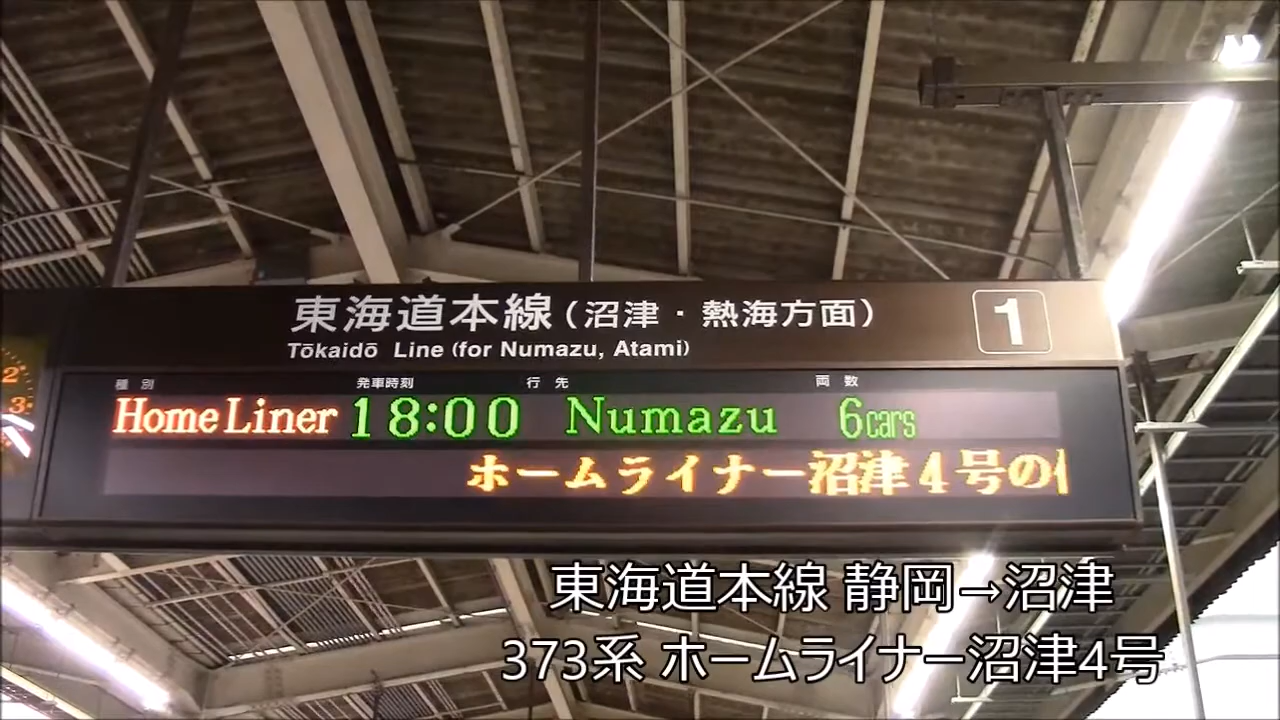 東海道本線(沼津・熱海方面)
1
Tōkaidō Line (for Numazu, Atami)
種別 発車時刻 行先 両数
2
3
HomeLiner 18:00 Numazu 6cars
ホームライナー沼津4号の
東海道本線 静岡→沼津
373系 ホームライナー沼津4号